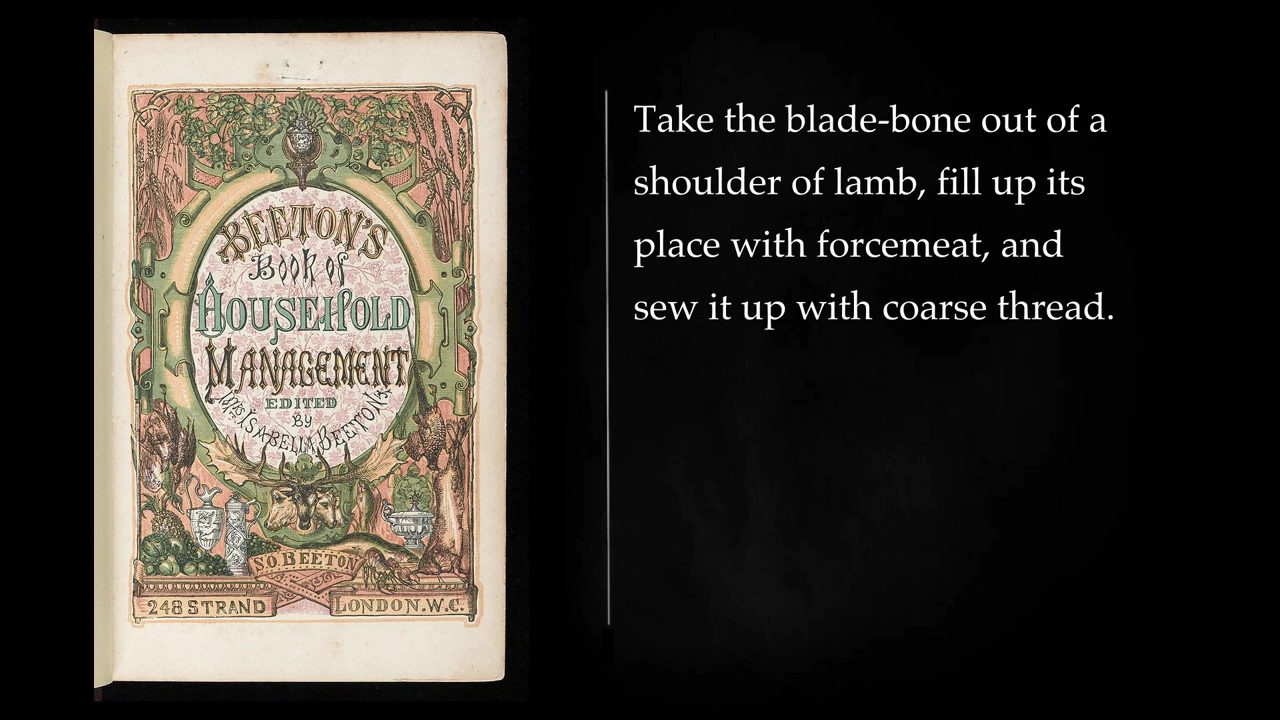 BEETON'S
Book of
HOUSEHOLD
MANAGEMENT
EDITED
By
MRS ISABELLA BEETON
S.O. BEETON
248 STRAND
LONDON. W.C.
Take the blade-bone out of a
shoulder of lamb, fill up its
place with forcemeat, and
sew it up with coarse thread.